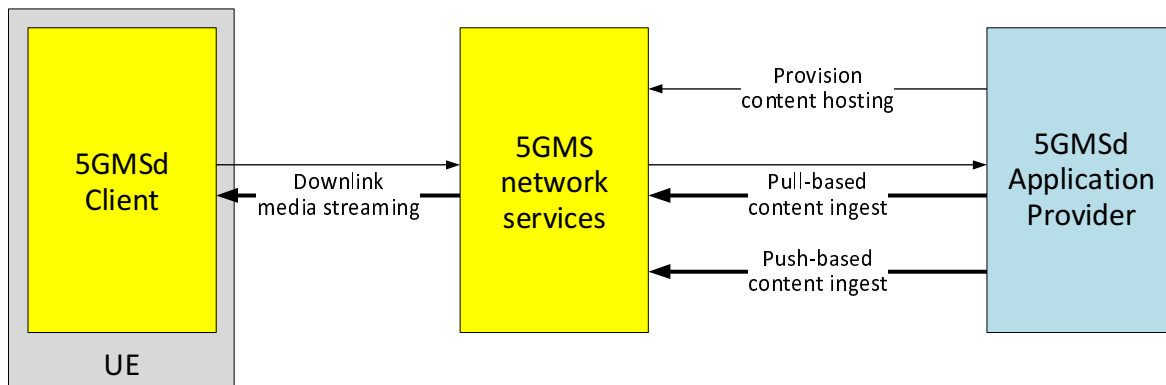 5GMSd
Client
UE
Downlink
media streaming
5GMS
network
services
Provision
content hosting
Pull-based
content ingest
Push-based
content ingest
5GMSd
Application
Provider